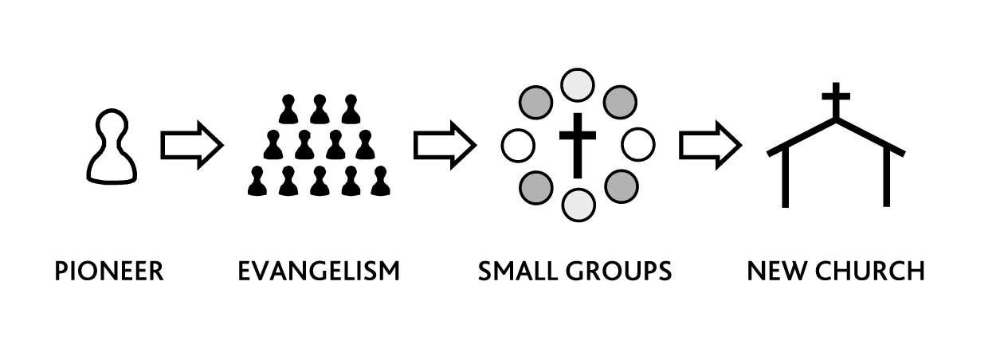 PIONEER
EVANGELISM
SMALL GROUPS
NEW CHURCH